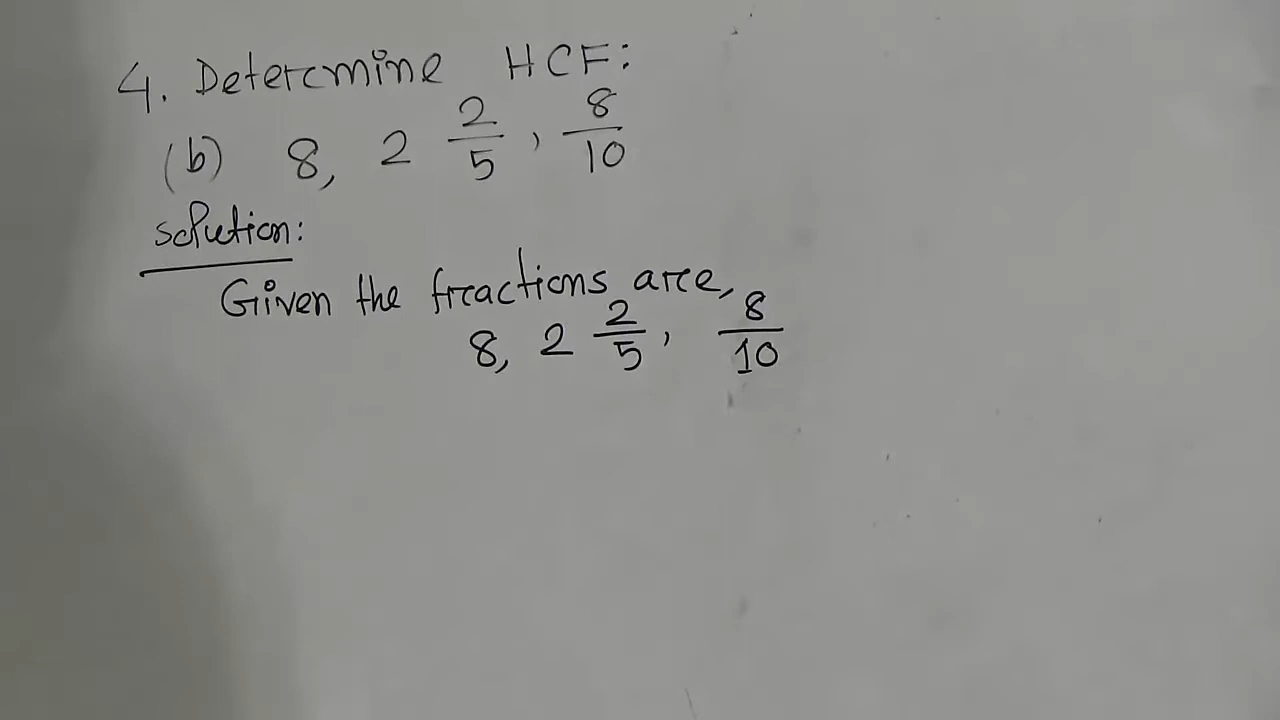 4. Determine HCF:
(b) 8, 2 2/5, 8/10
Solution:
Given the fractions are,
8, 2 2/5, 8/10